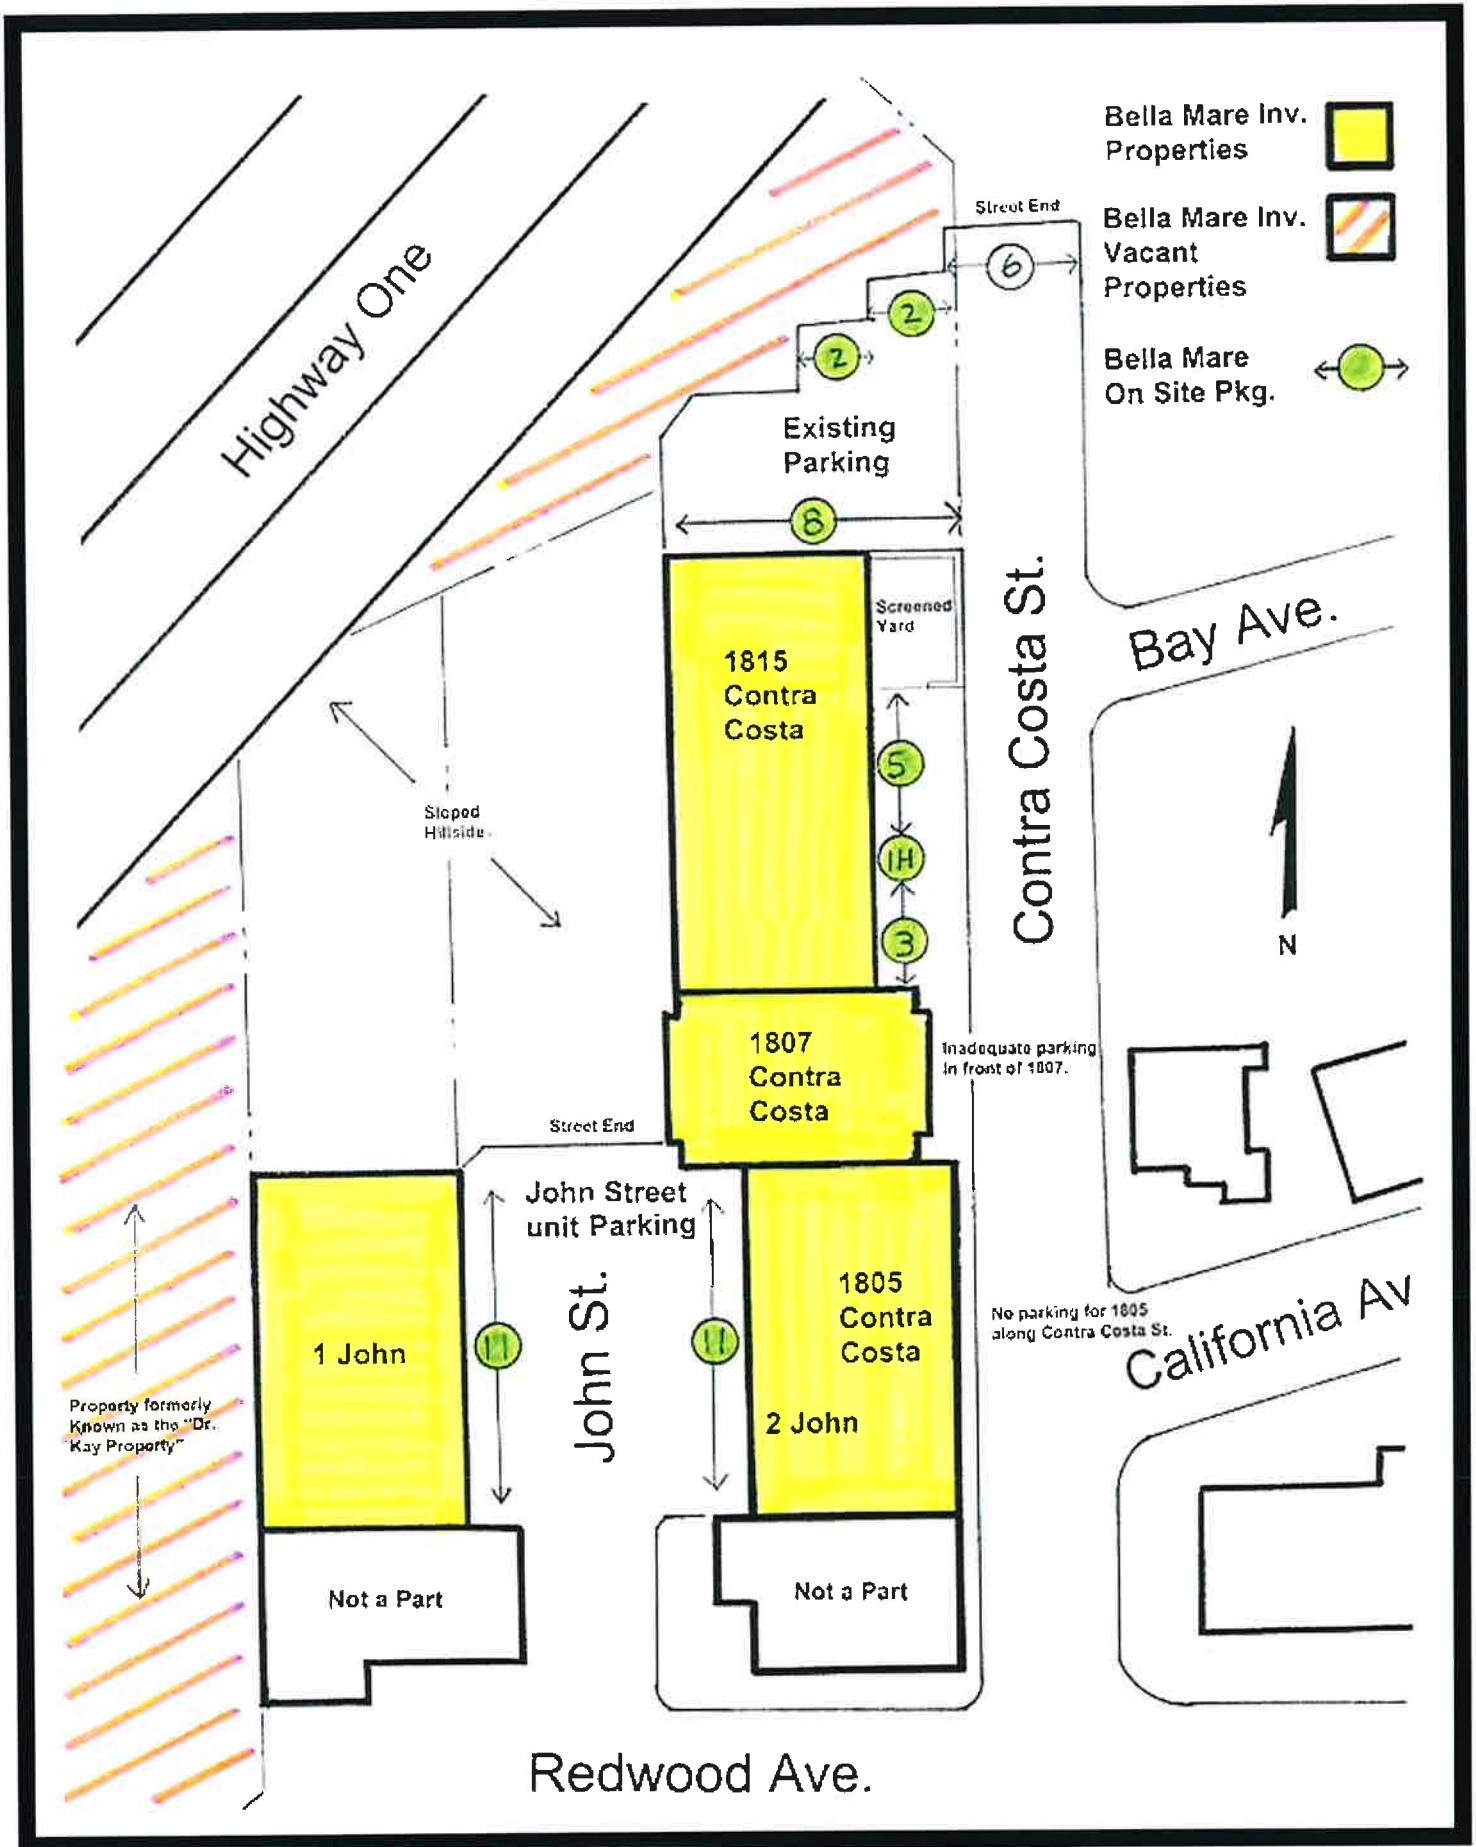 Bella Mare Inv.
Properties
Bella Mare Inv.
Vacant
Properties
Bella Mare
On Site Pkg.
Street End
6
2
2
Highway One
Existing
Parking
8
Screened
Yard
1815
Contra
Costa
Contra Costa St.
Bay Ave.
5
1H
3
Sloped
Hillside
N
1807
Contra
Costa
Inadequate parking
in front of 1807.
Street End
John Street
unit Parking
1 John
11
John St.
11
1805
Contra
Costa
2 John
No parking for 1805
along Contra Costa St.
California Av
Property formerly
Known as the "Dr.
Kay Property"
Not a Part
Not a Part
Redwood Ave.